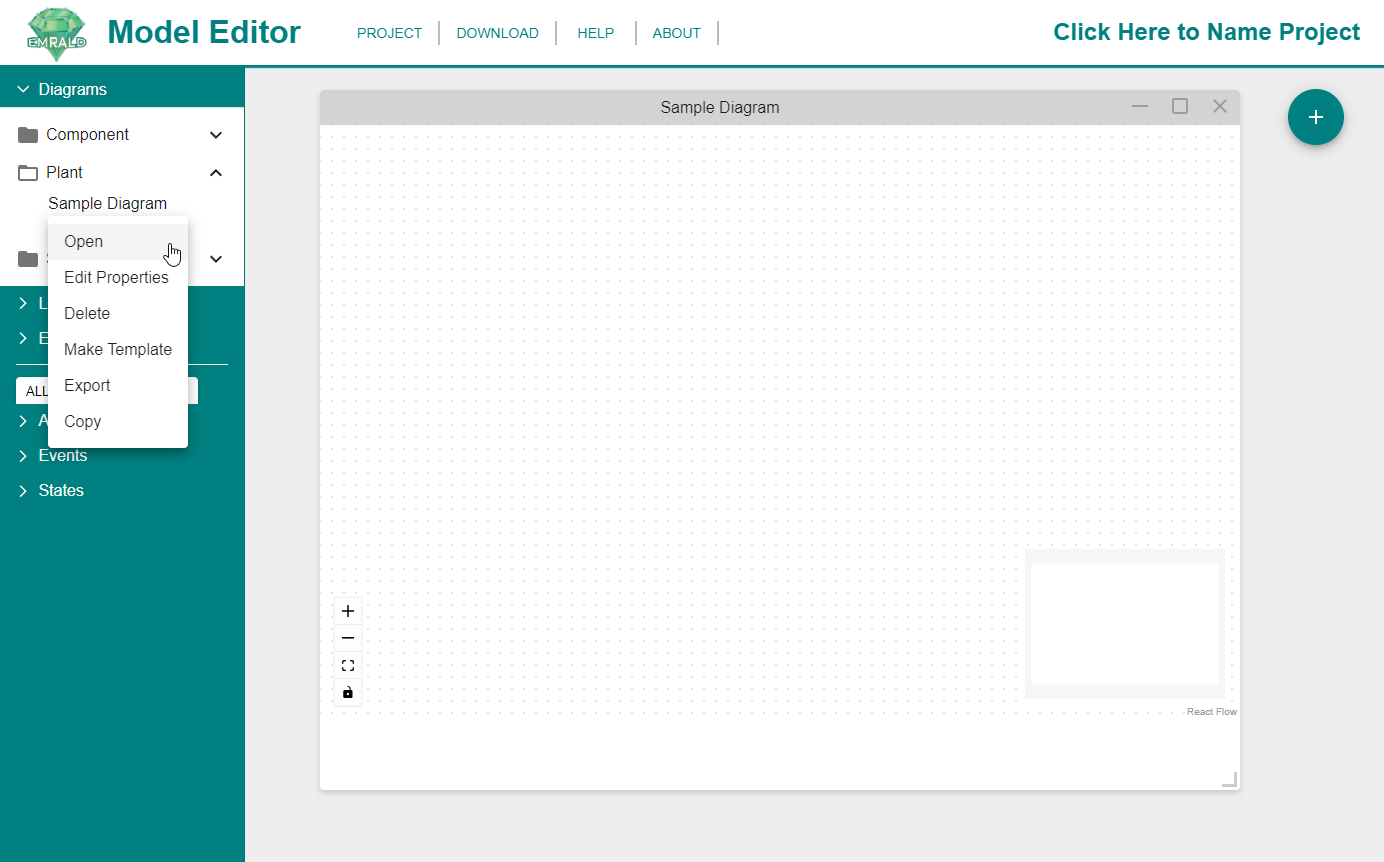 EMRALD
Model Editor
PROJECT
DOWNLOAD
HELP
ABOUT
Click Here to Name Project
Diagrams
Component
Plant
Sample Diagram
Open
Edit Properties
Delete
Make Template
Export
Copy
L
E
ALL
A
Events
States
Sample Diagram
React Flow